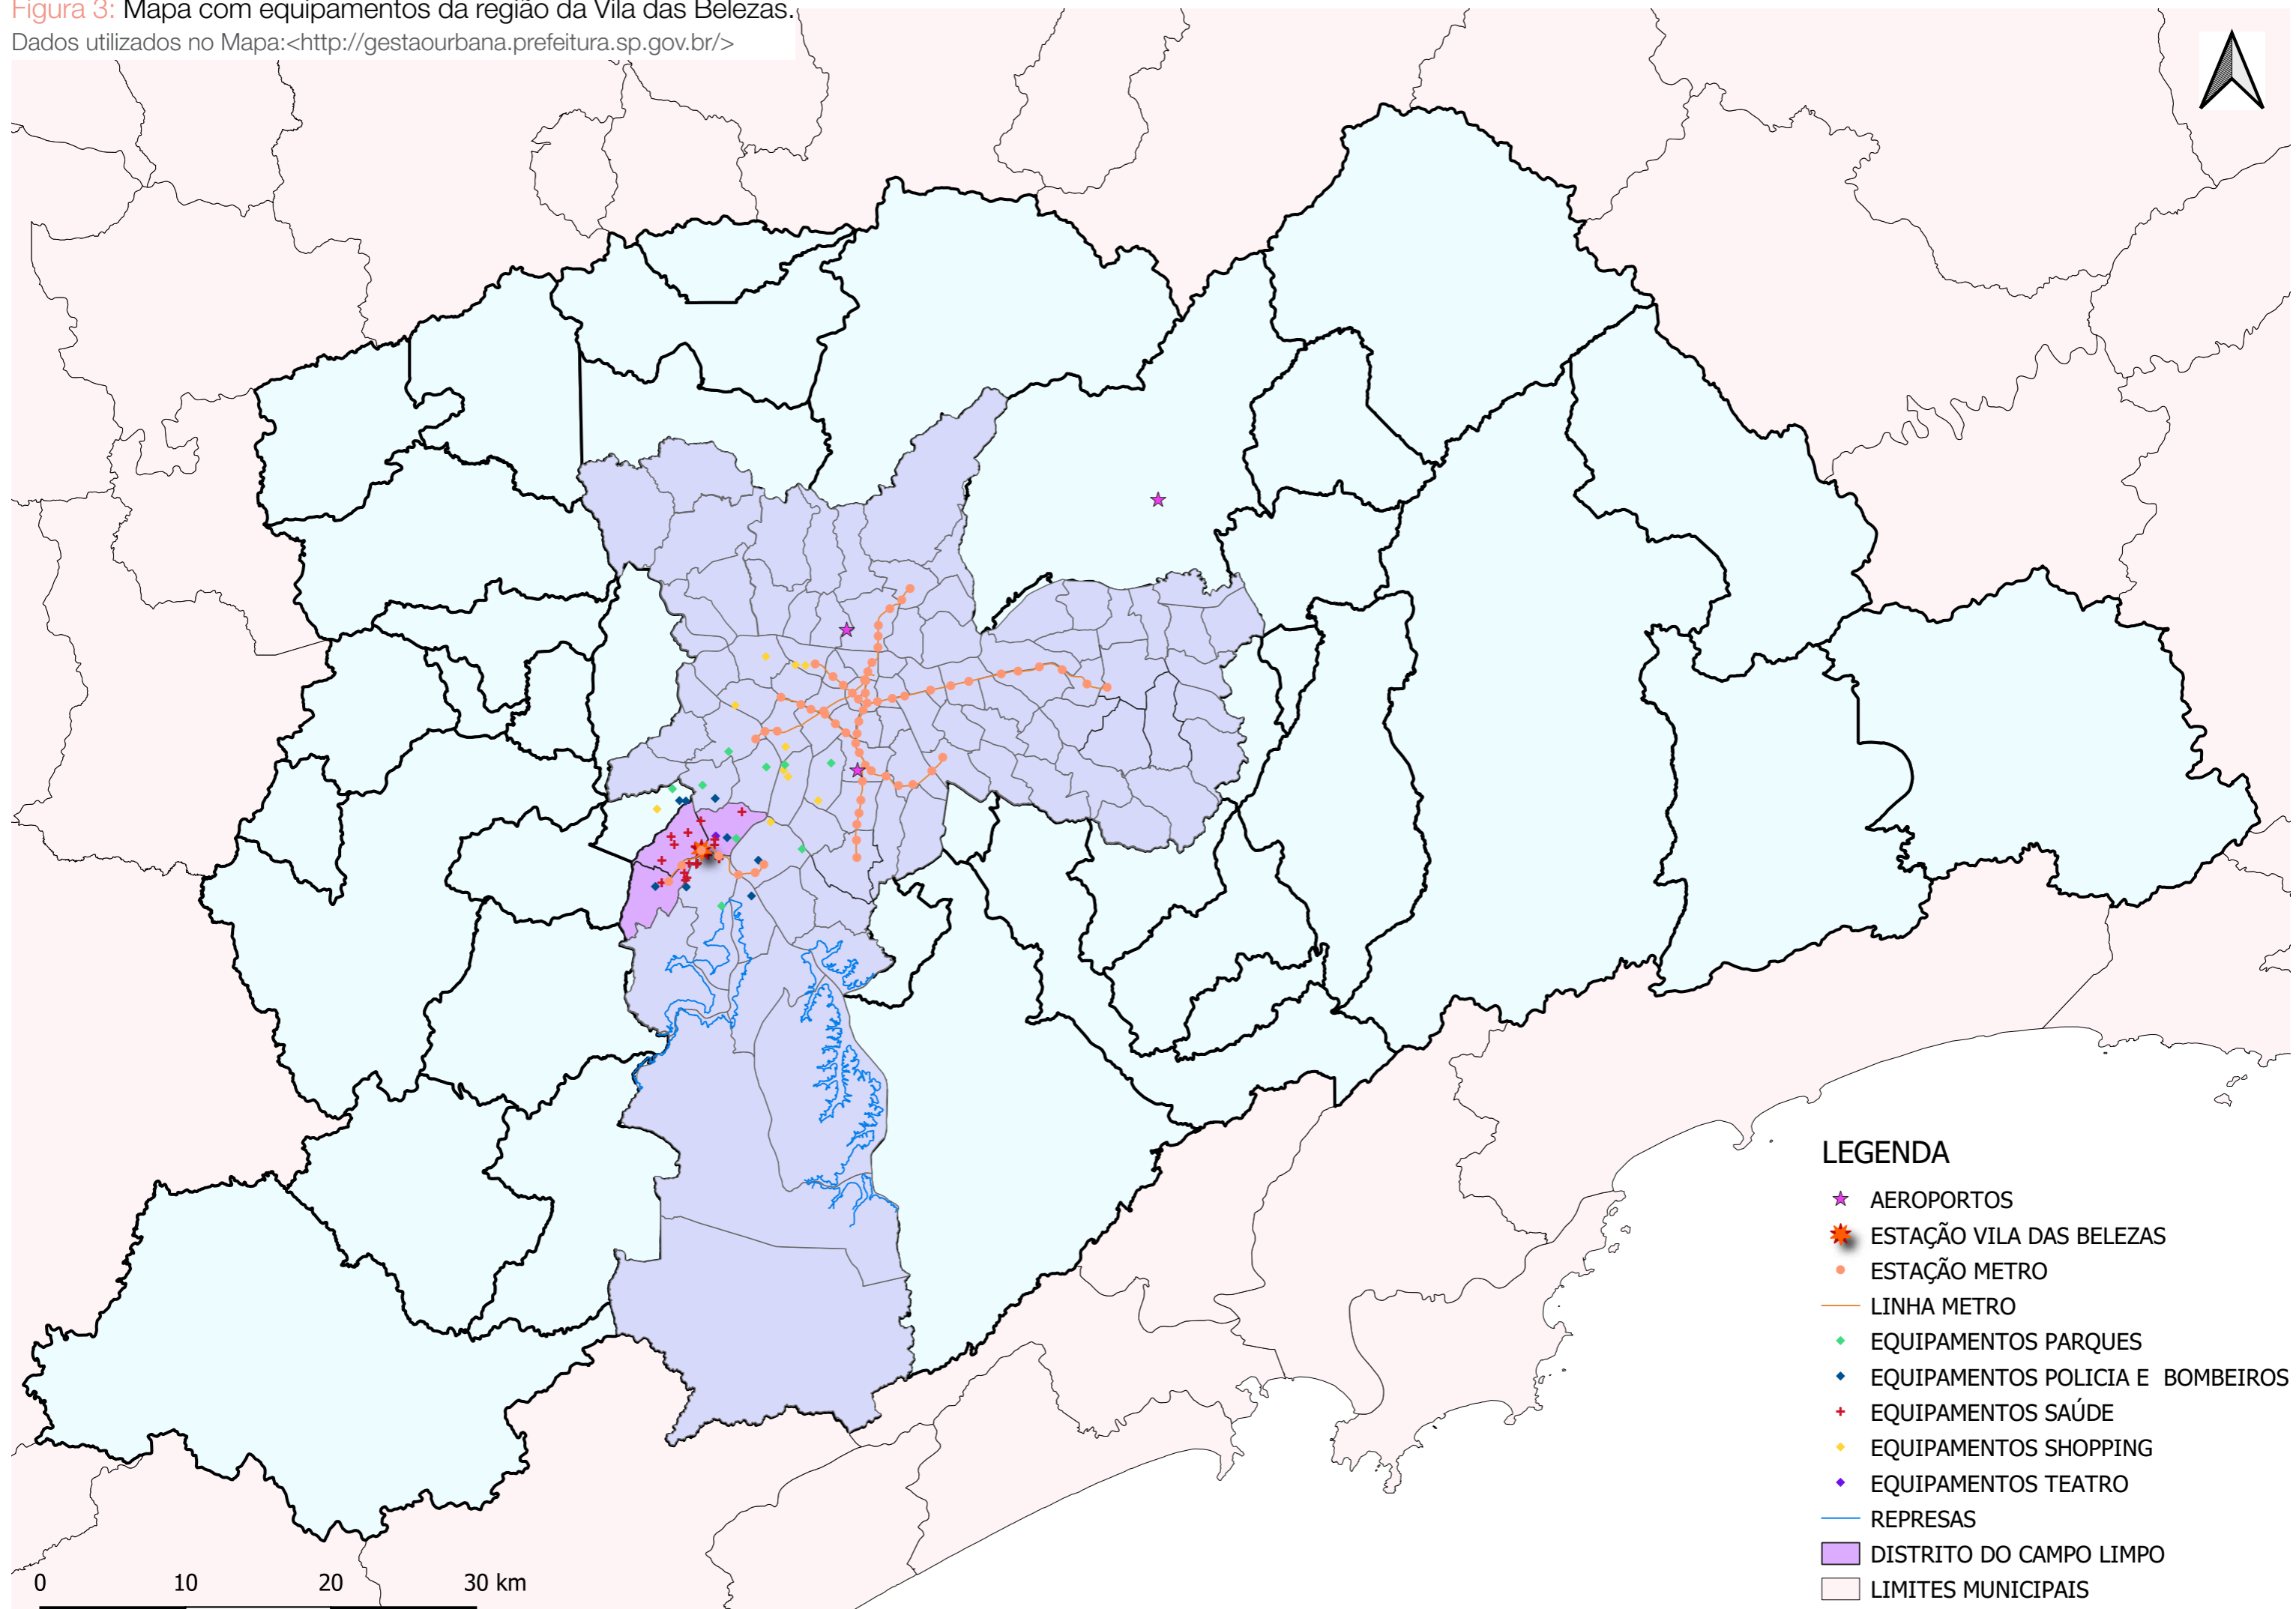 Figura 3: Mapa com equipamentos da região da Vila das Belezas.
Dados utilizados no Mapa:<http://gestaourbana.prefeitura.sp.gov.br/>
LEGENDA
AEROPORTOS
ESTAÇÃO VILA DAS BELEZAS
ESTAÇÃO METRO
LINHA METRO
EQUIPAMENTOS PARQUES
EQUIPAMENTOS POLICIA E BOMBEIROS
EQUIPAMENTOS SAÚDE
EQUIPAMENTOS SHOPPING
EQUIPAMENTOS TEATRO
REPRESAS
DISTRITO DO CAMPO LIMPO
LIMITES MUNICIPAIS
0 10 20 30 km